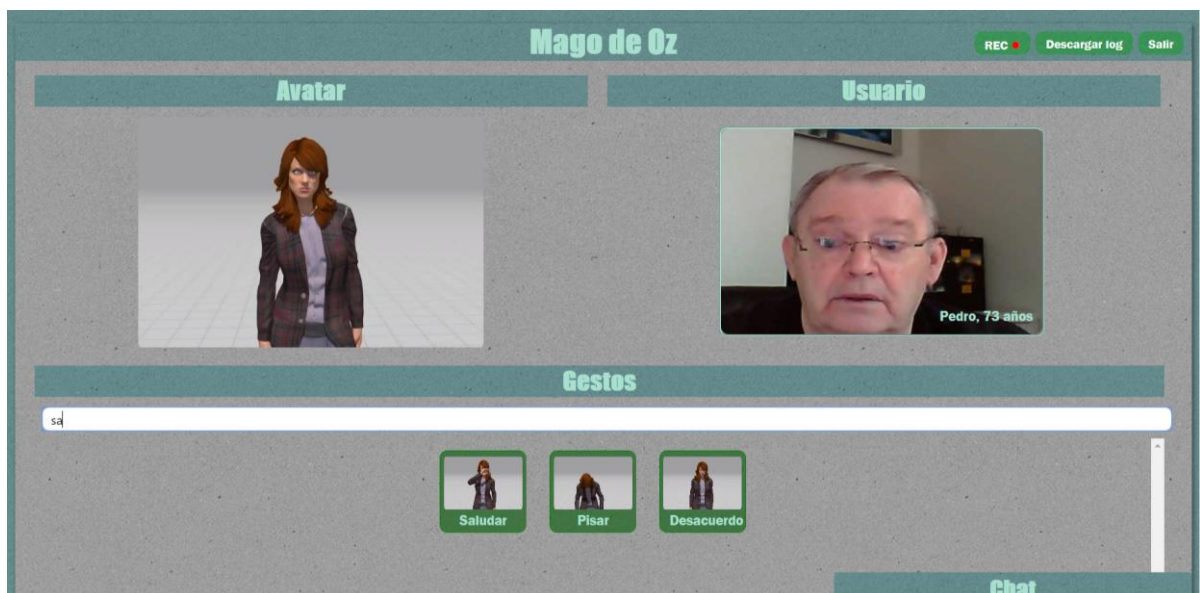 Mago de Oz
REC
Descargar log
Salir
Avatar
Usuario
Pedro, 73 años
Gestos
sa
Saludar
Pisar
Desacuerdo
Chat